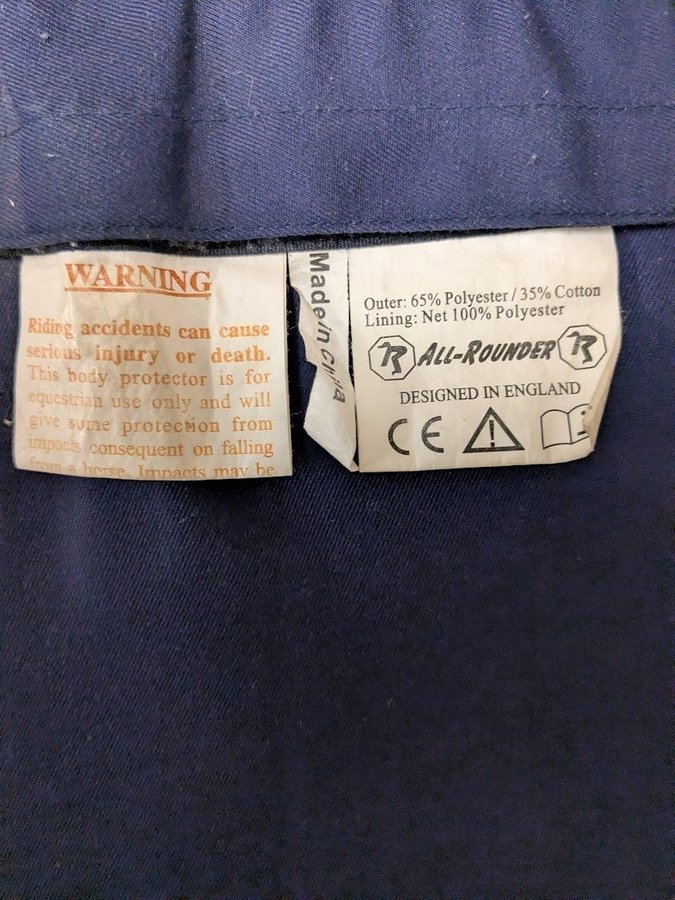 WARNING
Riding accidents can cause
serious injury or death.
This body protector is for
equestrian use only and will
give some protection from
impacts consequent on falling
from a horse. Impacts may be
Made in China
Outer: 65% Polyester / 35% Cotton
Lining: Net 100% Polyester
R ALL-ROUNDER R
DESIGNED IN ENGLAND
CE